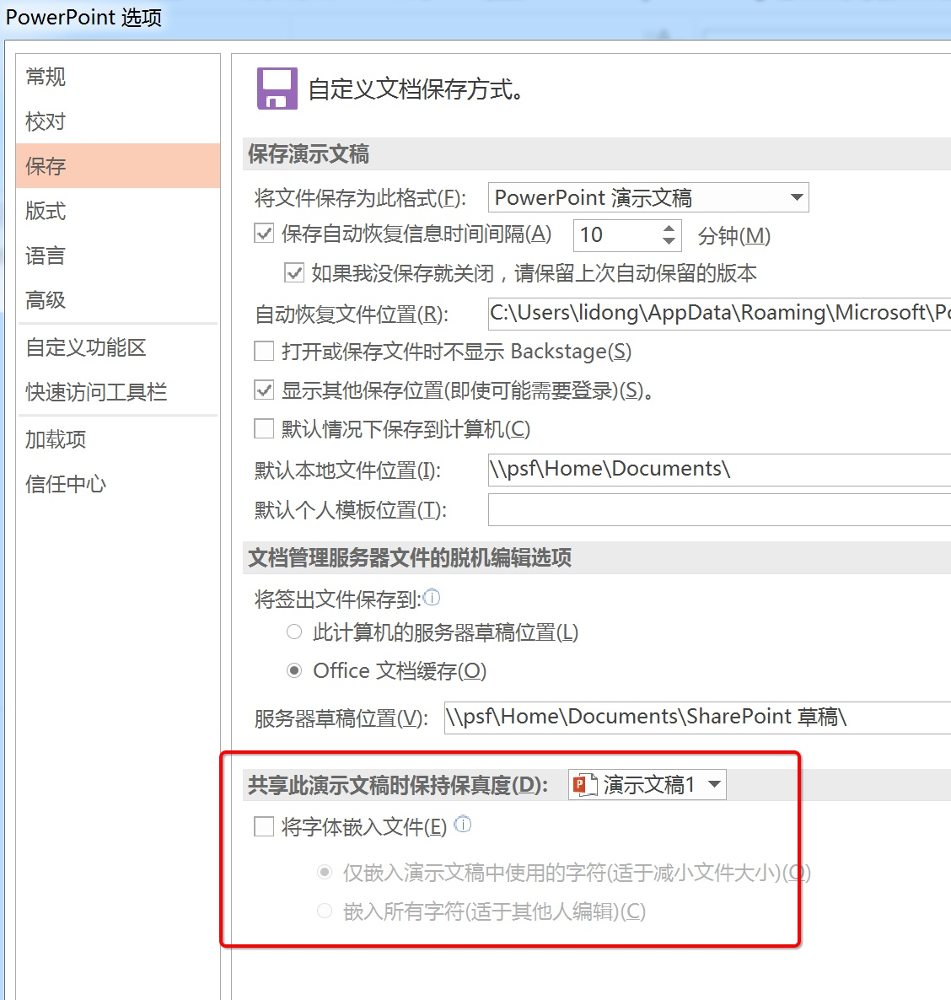 PowerPoint 选项
常规
校对
保存
版式
语言
高级
自定义功能区
快速访问工具栏
加载项
信任中心
自定义文档保存方式。
保存演示文稿
将文件保存为此格式(F): PowerPoint 演示文稿
保存自动恢复信息时间间隔(A) 10 分钟(M)
如果我没保存就关闭，请保留上次自动保留的版本
自动恢复文件位置(R): C:\Users\lidong\AppData\Roaming\Microsoft\Po
打开或保存文件时不显示 Backstage(S)
显示其他保存位置(即使可能需要登录)(S)。
默认情况下保存到计算机(C)
默认本地文件位置(I): \\psf\Home\Documents\
默认个人模板位置(T):
文档管理服务器文件的脱机编辑选项
将签出文件保存到:
此计算机的服务器草稿位置(L)
Office 文档缓存(O)
服务器草稿位置(V): \\psf\Home\Documents\SharePoint 草稿\
共享此演示文稿时保持保真度(D): 演示文稿1
将字体嵌入文件(E)
仅嵌入演示文稿中使用的字符(适于减小文件大小)(O)
嵌入所有字符(适于其他人编辑)(C)